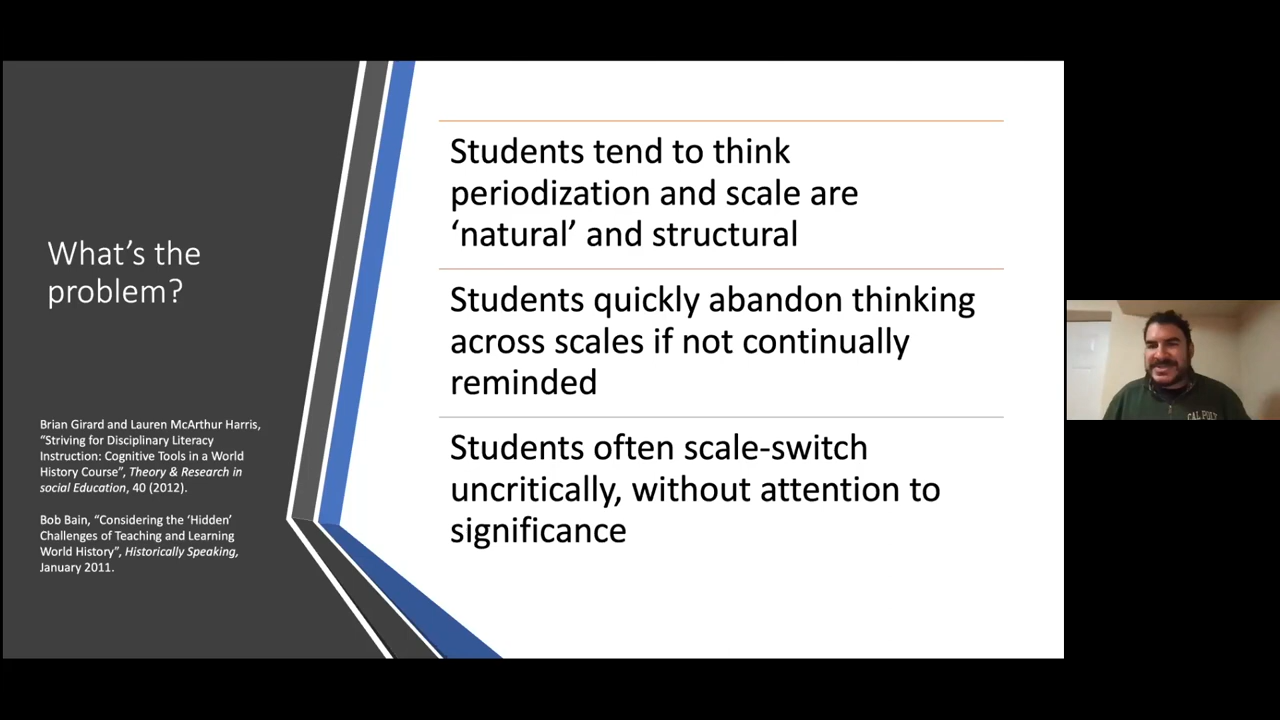 What's the
problem?
Brian Girard and Lauren McArthur Harris,
"Striving for Disciplinary Literacy
Instruction: Cognitive Tools in a World
History Course", Theory & Research in
social Education, 40 (2012).
Bob Bain, "Considering the 'Hidden'
Challenges of Teaching and Learning
World History", Historically Speaking,
January 2011.
Students tend to think
periodization and scale are
‘natural’ and structural
Students quickly abandon thinking
across scales if not continually
reminded
Students often scale-switch
uncritically, without attention to
significance
CAL POLY